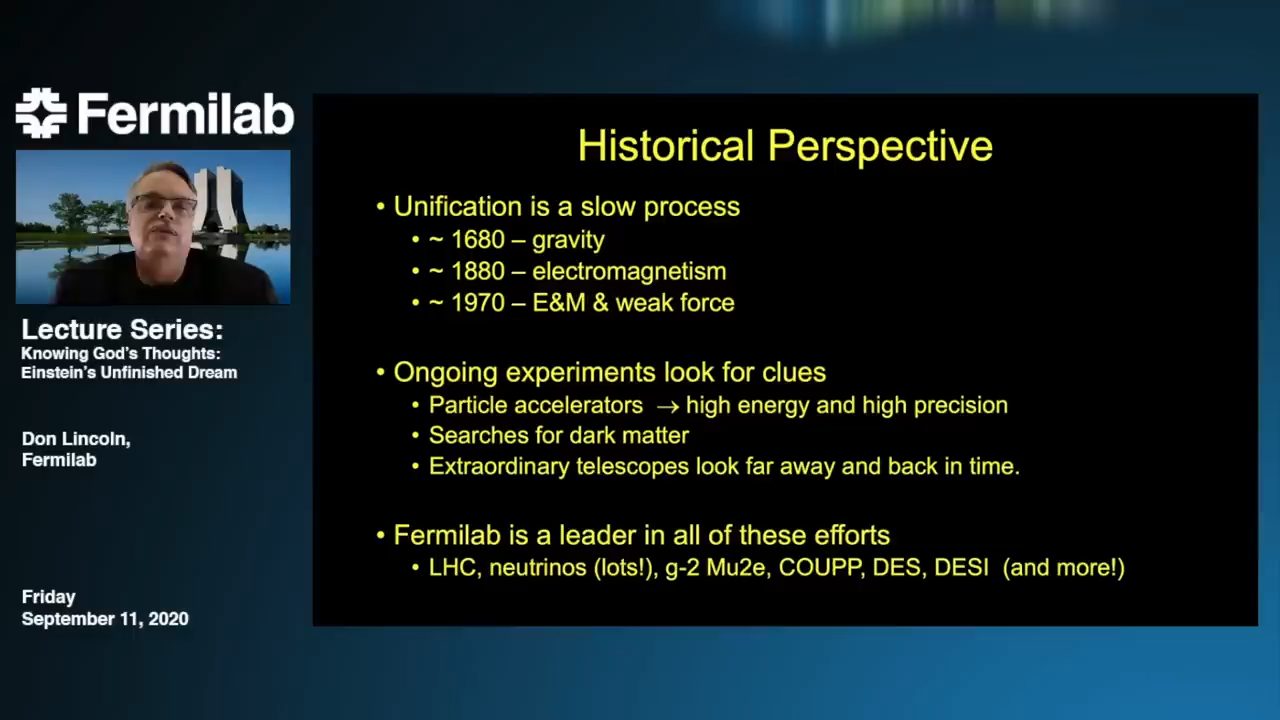 Fermilab
Lecture Series:
Knowing God's Thoughts:
Einstein's Unfinished Dream
Don Lincoln,
Fermilab
Friday
September 11, 2020
Historical Perspective
• Unification is a slow process
• ~ 1680 – gravity
• ~ 1880 – electromagnetism
• ~ 1970 – E&M & weak force
• Ongoing experiments look for clues
• Particle accelerators → high energy and high precision
• Searches for dark matter
• Extraordinary telescopes look far away and back in time.
• Fermilab is a leader in all of these efforts
• LHC, neutrinos (lots!), g-2 Mu2e, COUPP, DES, DESI (and more!)